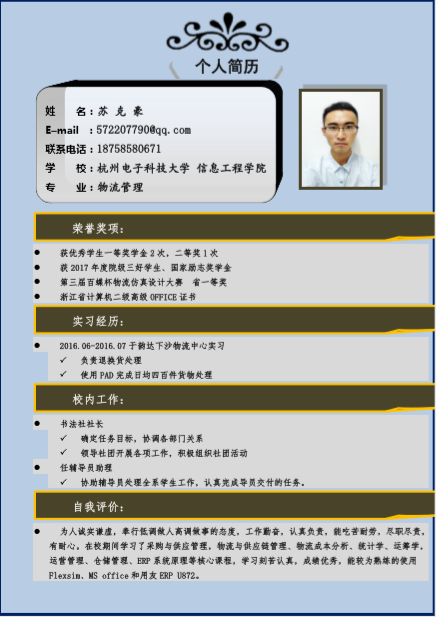 个人简历
姓 名：苏 克 豪
E-mail ：572207790@qq.com
联系电话：18758580671
学 校：杭州电子科技大学 信息工程学院
专 业：物流管理
荣誉奖项：
● 获优秀学生一等奖学金 2 次，二等奖 1 次
● 获 2017 年度院级三好学生、国家励志奖学金
● 第三届百蝶杯物流仿真设计大赛 省一等奖
● 浙江省计算机二级高级 OFFICE 证书
实习经历：
● 2016.06-2016.07 于韵达下沙物流中心实习
✓ 负责退换货处理
✓ 使用 PAD 完成日均四百件货物处理
校内工作：
● 书法社社长
✓ 确定任务目标，协调各部门关系
✓ 领导社团开展各项工作，积极组织社团活动
● 任辅导员助理
✓ 协助辅导员处理全系学生工作，认真完成导员交付的任务。
自我评价：
● 为人诚实谦虚，奉行低调做人高调做事的态度，工作勤奋，认真负责，能吃苦耐劳，尽职尽责，
有耐心，在校期间学习了采购与供应管理，物流与供应链管理、物流成本分析、统计学、运筹学，
运营管理、仓储管理、ERP 系统原理等核心课程，学习刻苦认真，成绩优秀，能较为熟练的使用
Flexsim、MS office 和用友 ERP U872。